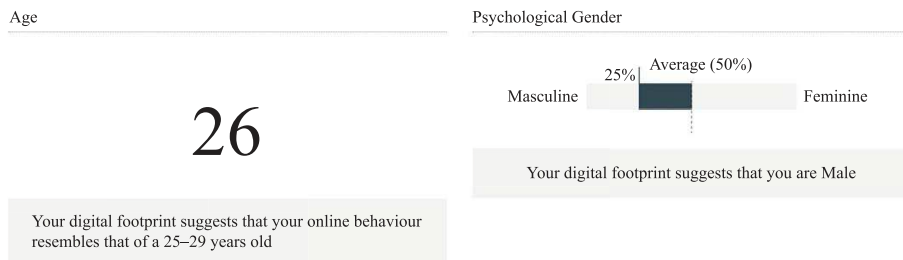 Age
26
Your digital footprint suggests that your online behaviour
resembles that of a 25–29 years old
Psychological Gender
25%
Average (50%)
Masculine
Feminine
Your digital footprint suggests that you are Male